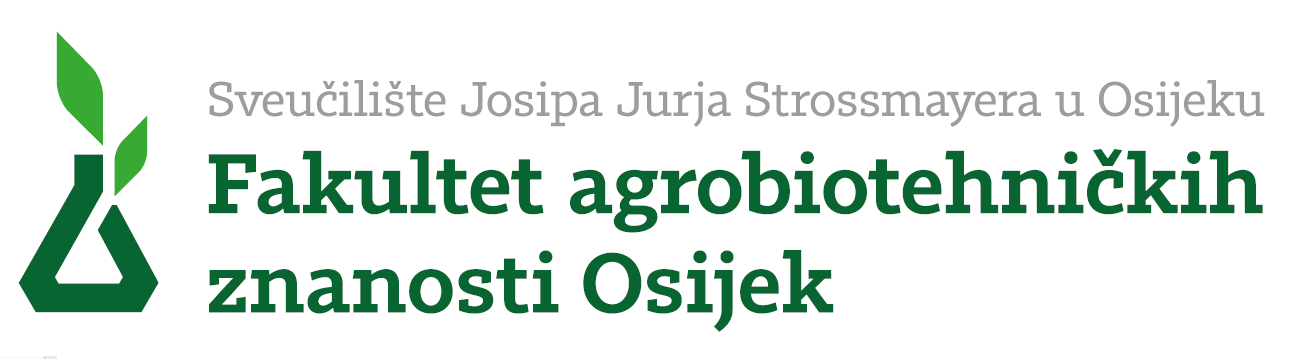 Sveučilište Josipa Jurja Strossmayera u Osijeku
Fakultet agrobiotehničkih
znanosti Osijek